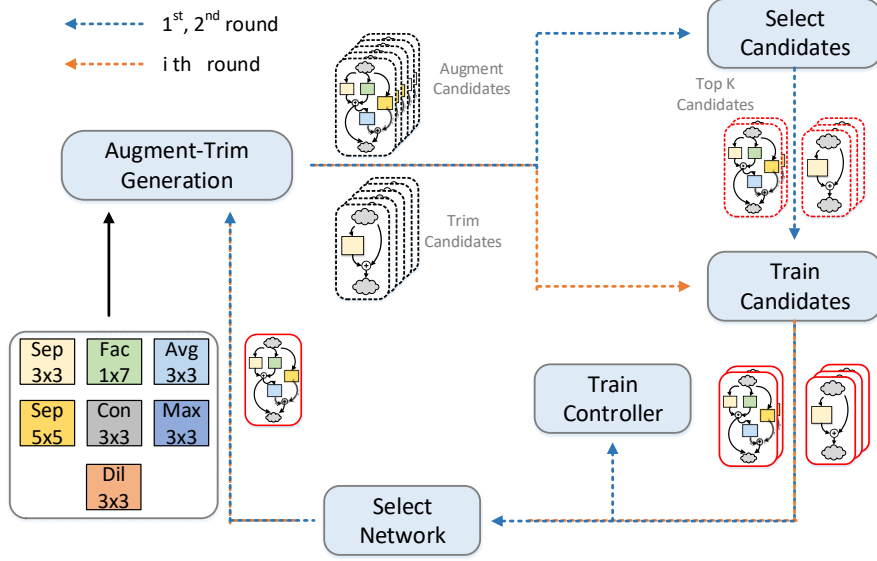 1st, 2nd round
i th round
Augment
Candidates
Select
Candidates
Top K
Candidates
Augment-Trim
Generation
Trim
Candidates
Train
Candidates
Sep
3x3
Fac
1x7
Avg
3x3
Sep
5x5
Con
3x3
Max
3x3
Dil
3x3
Train
Controller
Select
Network